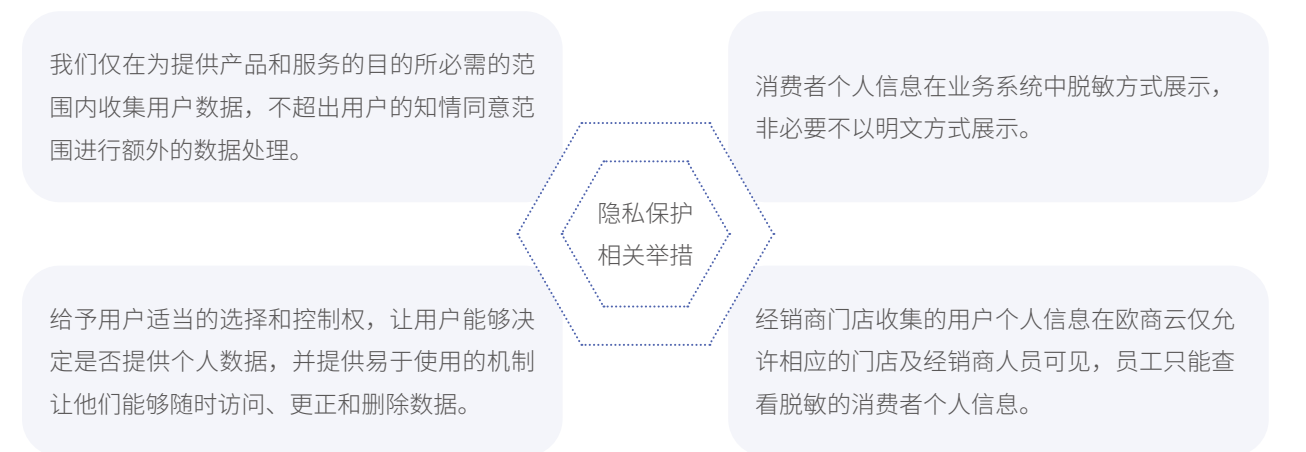 我们仅在为提供产品和服务的目的所必需的范
围内收集用户数据，不超出用户的知情同意范
围进行额外的数据处理。
消费者个人信息在业务系统中脱敏方式展示，
非必要不以明文方式展示。
隐私保护
相关举措
给予用户适当的选择和控制权，让用户能够决
定是否提供个人数据，并提供易于使用的机制
让他们能够随时访问、更正和删除数据。
经销商门店收集的用户个人信息在欧商云仅允
许相应的门店及经销商人员可见，员工只能查
看脱敏的消费者个人信息。